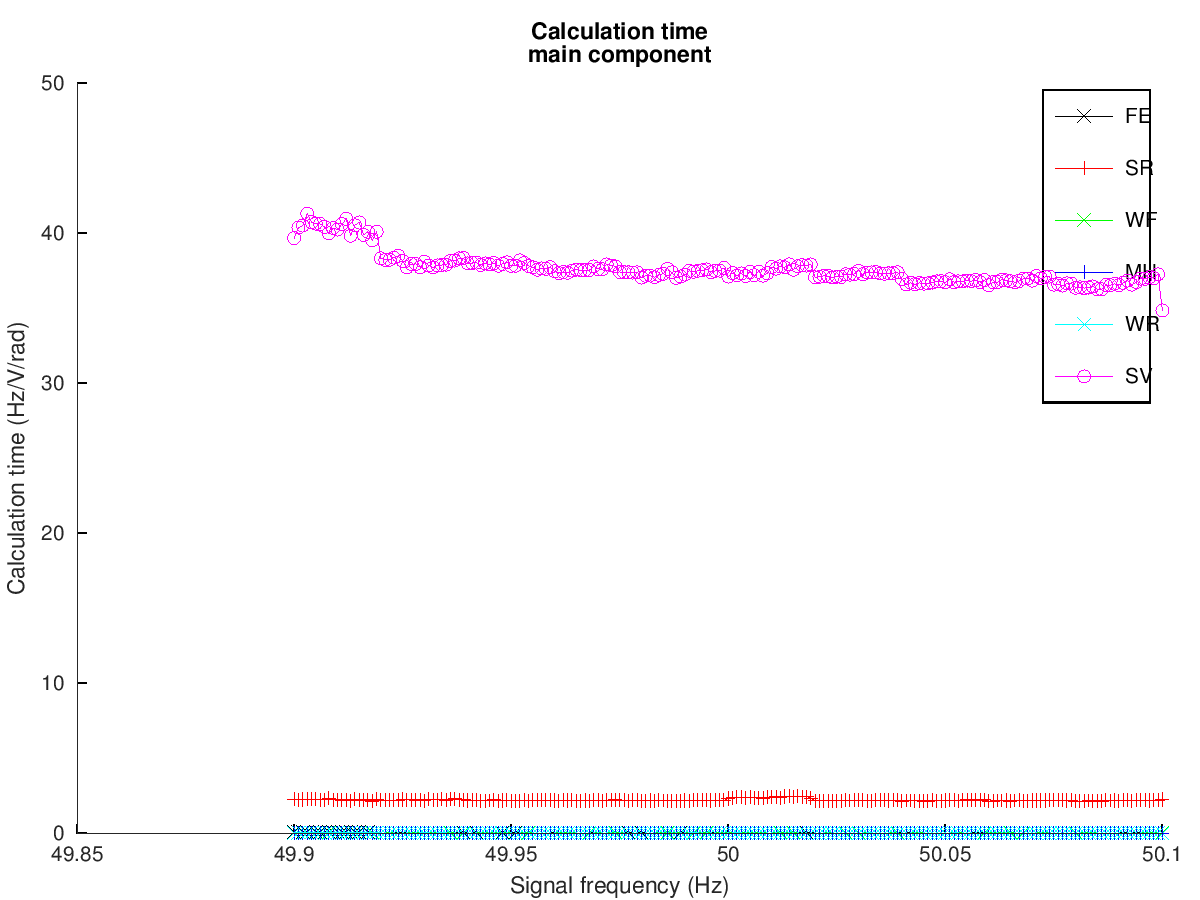 Calculation time
main component
50
40
30
20
10
0
Calculation time (Hz/V/rad)
FE
SR
WF
MH
WR
SV
49.85
49.9
49.95
50
50.05
50.1
Signal frequency (Hz)